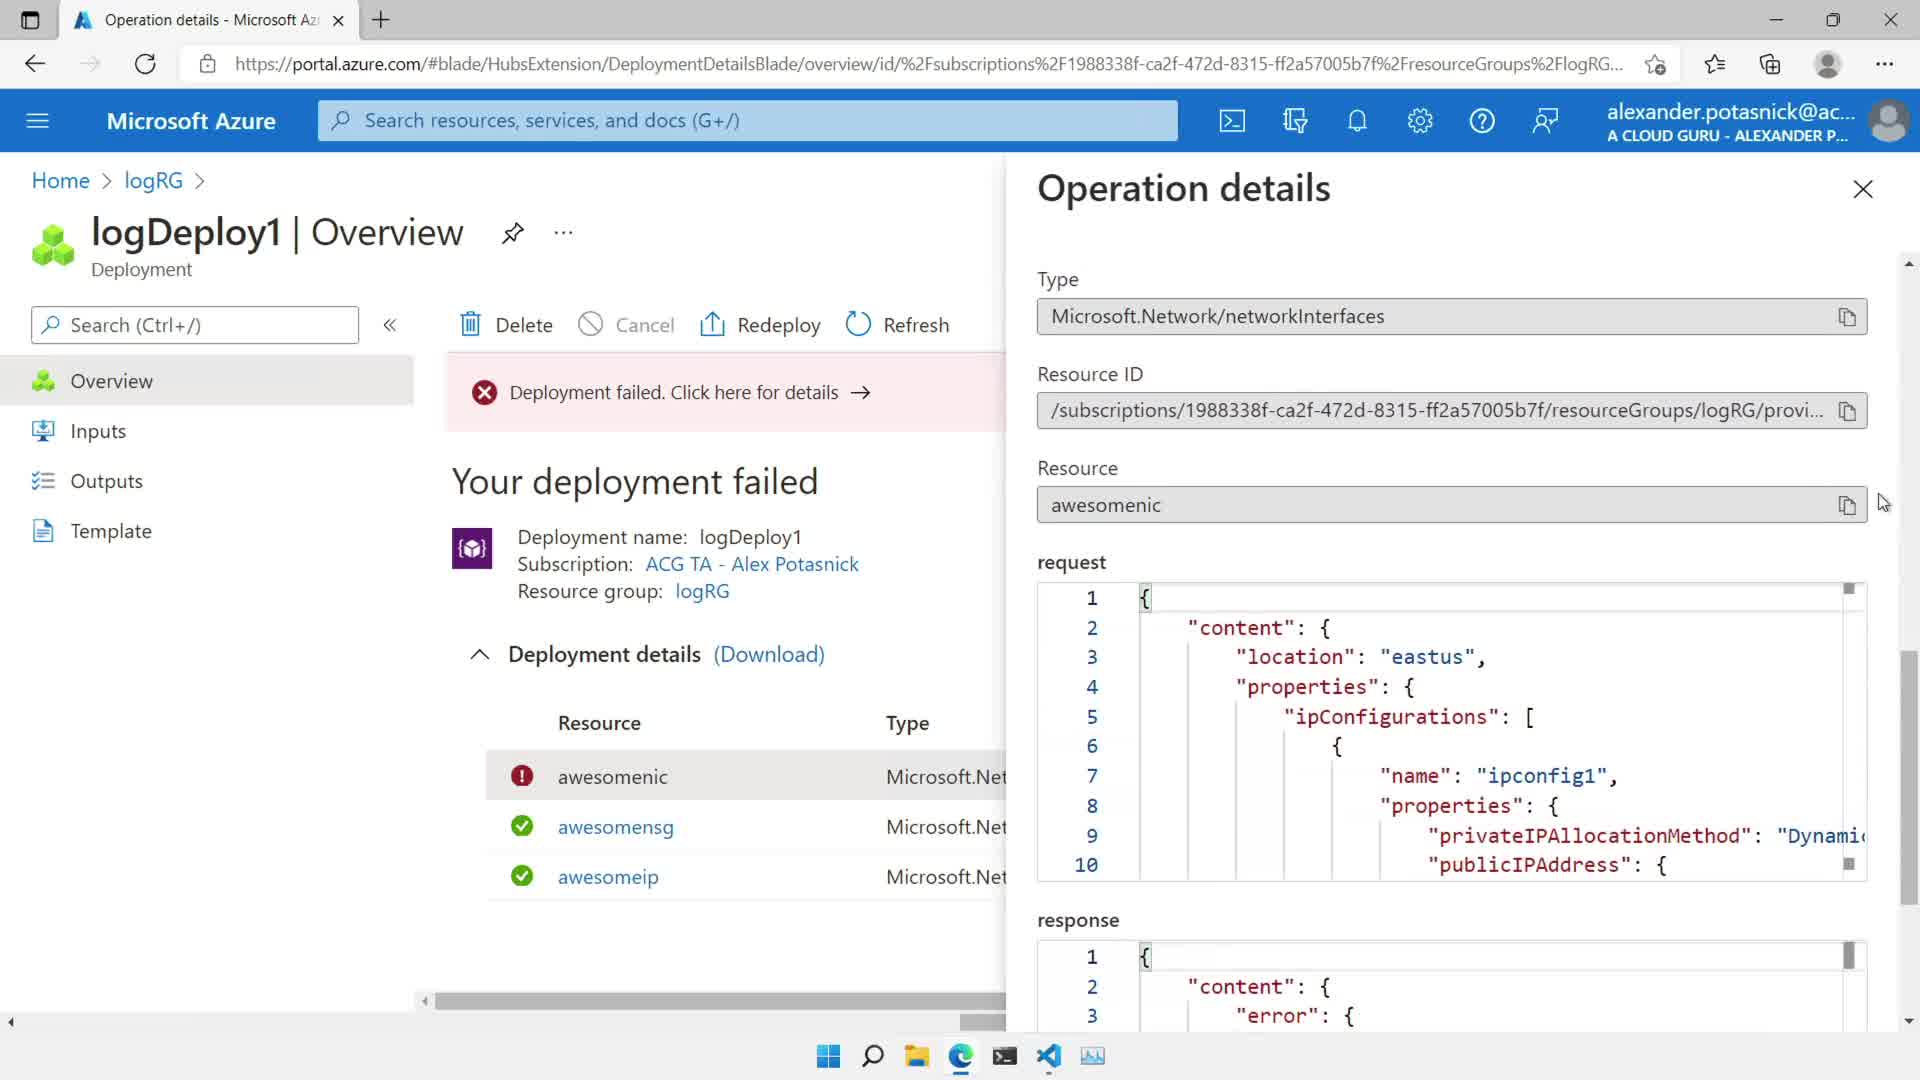 Operation details - Microsoft Az
https://portal.azure.com/#blade/HubsExtension/DeploymentDetailsBlade/overview/id/%2Fsubscriptions%2F1988338f-ca2f-472d-8315-ff2a57005b7f%2FresourceGroups%2FlogRG...
Microsoft Azure
Search resources, services, and docs (G+/)
alexander.potasnick@ac...
A CLOUD GURU - ALEXANDER P...
Home > logRG >
logDeploy1 | Overview
Deployment
Search (Ctrl+/)
Overview
Inputs
Outputs
Template
Delete
Cancel
Redeploy
Refresh
Deployment failed. Click here for details →
Your deployment failed
Deployment name: logDeploy1
Subscription: ACG TA - Alex Potasnick
Resource group: logRG
Deployment details (Download)
Resource Type
awesomenic Microsoft.Net
awesomensg Microsoft.Net
awesomeip Microsoft.Net
Operation details
Type
Microsoft.Network/networkInterfaces
Resource ID
/subscriptions/1988338f-ca2f-472d-8315-ff2a57005b7f/resourceGroups/logRG/provi...
Resource
awesomenic
request
1 {
2 "content": {
3 "location": "eastus",
4 "properties": {
5 "ipConfigurations": [
6 {
7 "name": "ipconfig1",
8 "properties": {
9 "privateIPAllocationMethod": "Dynamic
10 "publicIPAddress": {
response
1 {
2 "content": {
3 "error": {